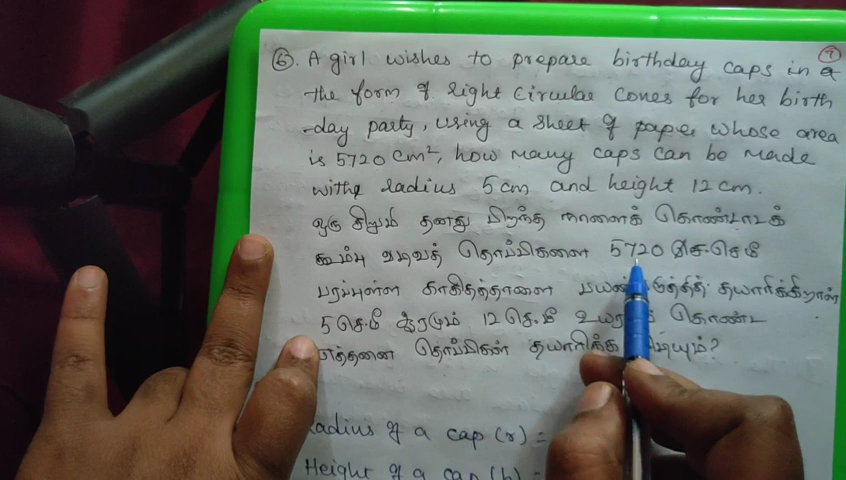 7
6. A girl wishes to prepare birthday caps in a
the form of right circular cones for her birth
-day party, using a sheet of paper whose area
is 5720 cm², how many caps can be made
with radius 5 cm and height 12 cm.
ஒரு சிறுமி தனது பிறந்த நாளைக் கொண்டாடக்
கூம்பு வடிவத் தொப்பிகளை 5720 ச.செ.மீ
பரப்புள்ள காகிதத்தாளை தயாரிக்கிறாள்
5 செ.மீ ஆரமும் 12 செ.மீ கொண்ட
எத்தனை தொப்பிகள் தயாரிக்க
Radius of a cap (r) =
Height of a cap (h) =